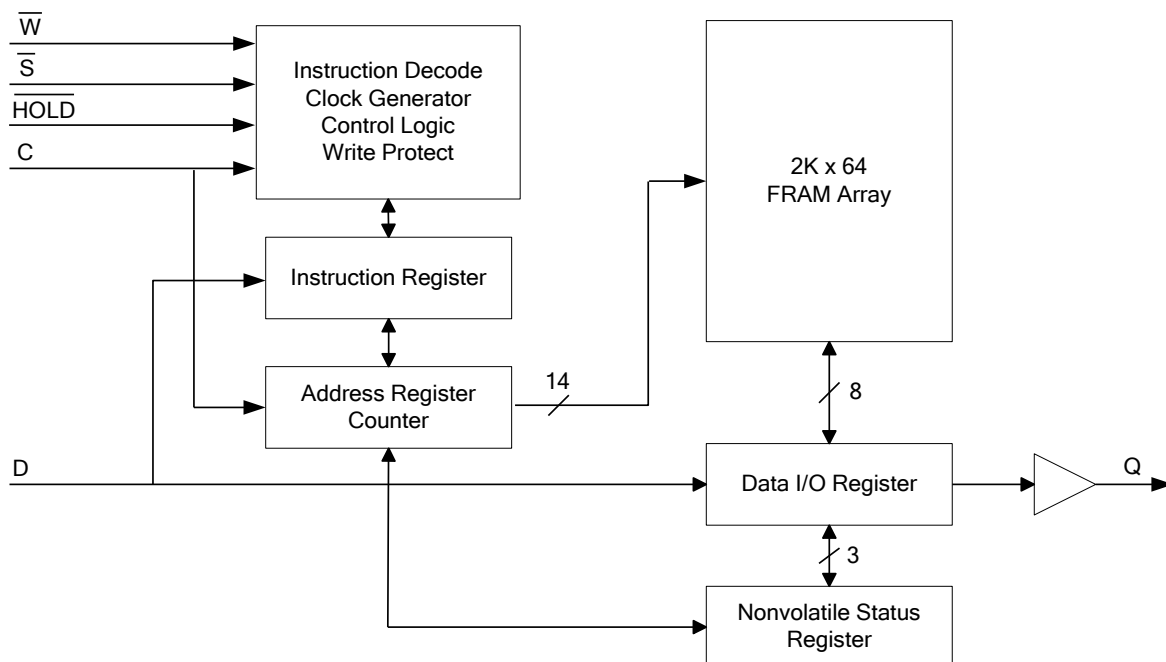 W
S
HOLD
C
Instruction Decode
Clock Generator
Control Logic
Write Protect
2K x 64
FRAM Array
Instruction Register
Address Register
Counter
14
8
D
Data I/O Register
Q
3
Nonvolatile Status
Register